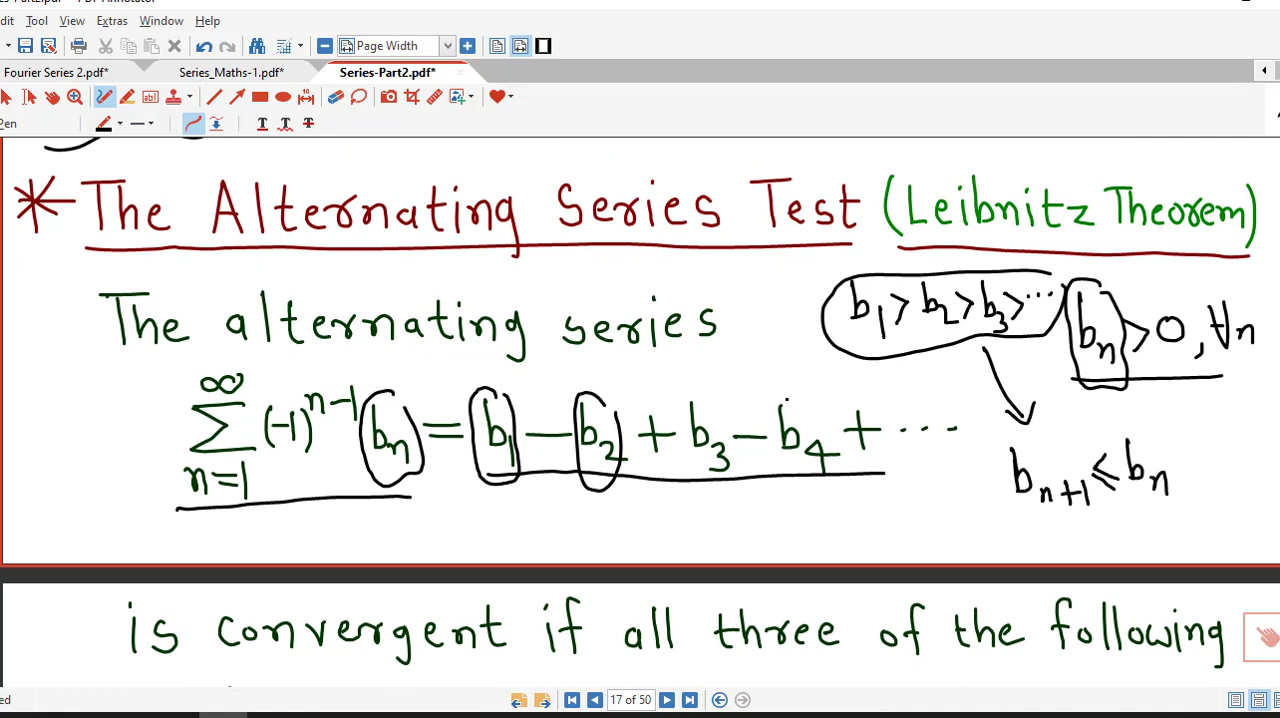 dit Tool View Extras Window Help
Page Width
Fourier Series 2.pdf* Series_Maths-1.pdf* Series-Part2.pdf*
Pen
* The Alternating Series Test (Leibnitz Theorem)
The alternating series
b₁ > b₂ > b₃ > ... bₙ > 0, ∀n
∞
∑ (-1)ⁿ⁻¹ bₙ = b₁ - b₂ + b₃ - b₄ + ...
n=1
bₙ₊₁ ≤ bₙ
is convergent if all three of the following
17 of 50